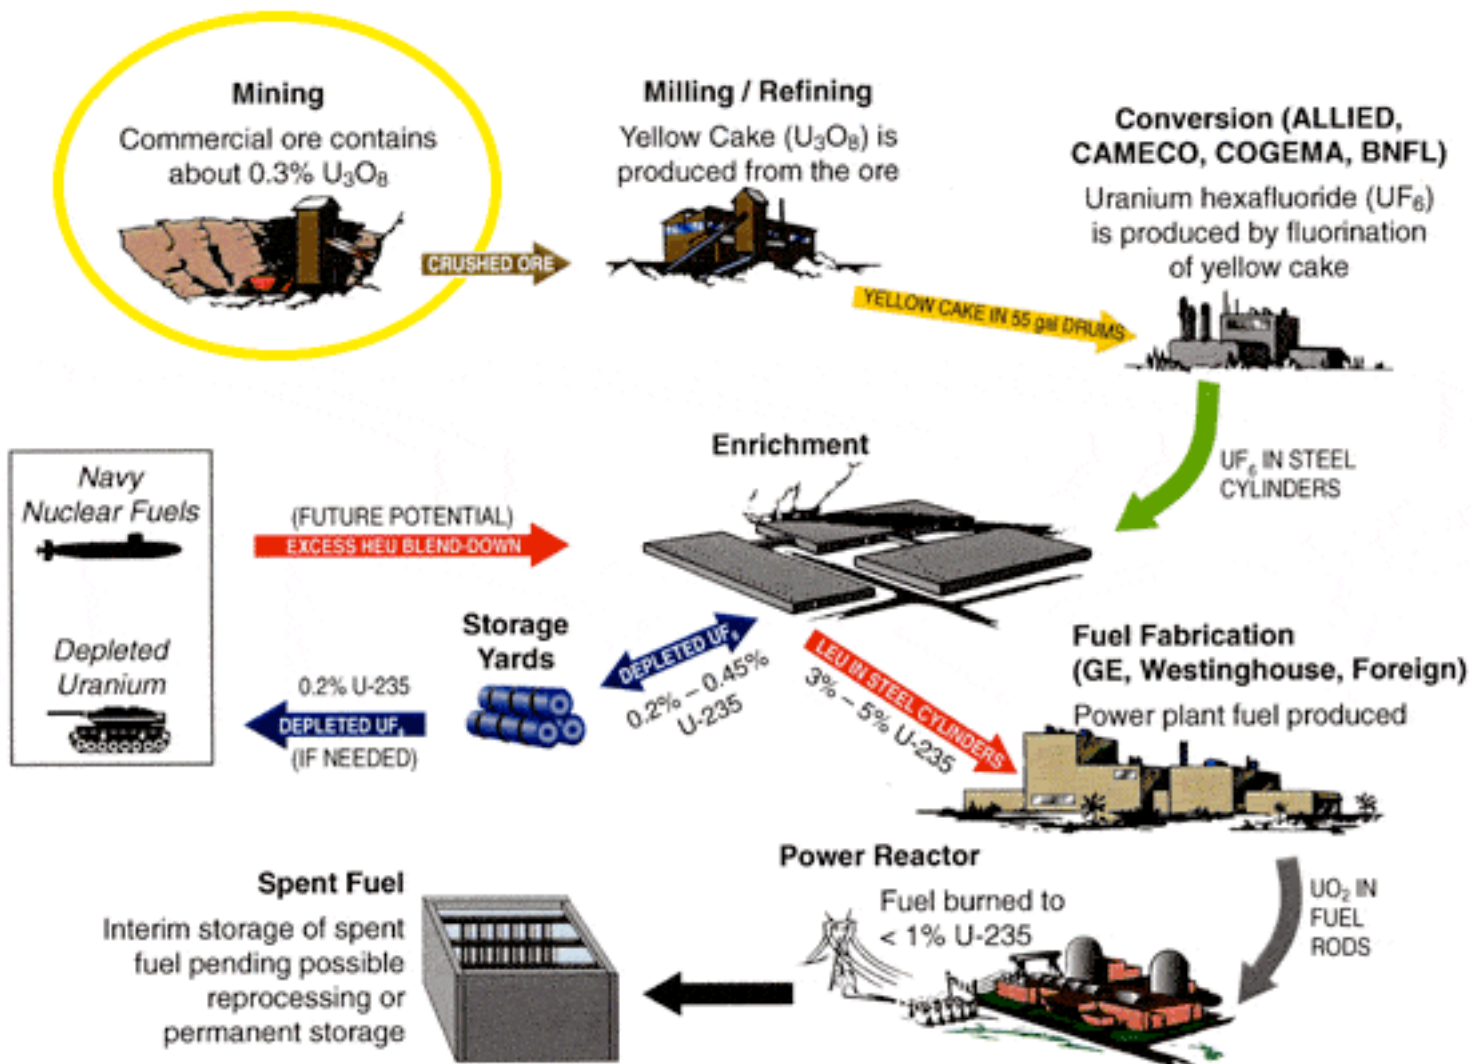 Mining
Commercial ore contains
about 0.3% U₃O₈
CRUSHED ORE
Milling / Refining
Yellow Cake (U₃O₈) is
produced from the ore
YELLOW CAKE IN 55 gal DRUMS
Conversion (ALLIED,
CAMECO, COGEMA, BNFL)
Uranium hexafluoride (UF₆)
is produced by fluorination
of yellow cake
UF₆ IN STEEL
CYLINDERS
Enrichment
Navy
Nuclear Fuels
(FUTURE POTENTIAL)
EXCESS HEU BLEND-DOWN
Depleted
Uranium
0.2% U-235
DEPLETED UF₆
(IF NEEDED)
Storage
Yards
DEPLETED UF₆
0.2% – 0.45%
U-235
LEU IN STEEL CYLINDERS
3% – 5% U-235
Fuel Fabrication
(GE, Westinghouse, Foreign)
Power plant fuel produced
UO₂ IN
FUEL
RODS
Power Reactor
Fuel burned to
< 1% U-235
Spent Fuel
Interim storage of spent
fuel pending possible
reprocessing or
permanent storage